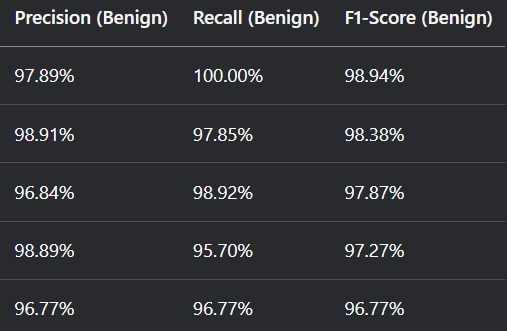 Precision (Benign) Recall (Benign) F1-Score (Benign)
97.89% 100.00% 98.94%
98.91% 97.85% 98.38%
96.84% 98.92% 97.87%
98.89% 95.70% 97.27%
96.77% 96.77% 96.77%